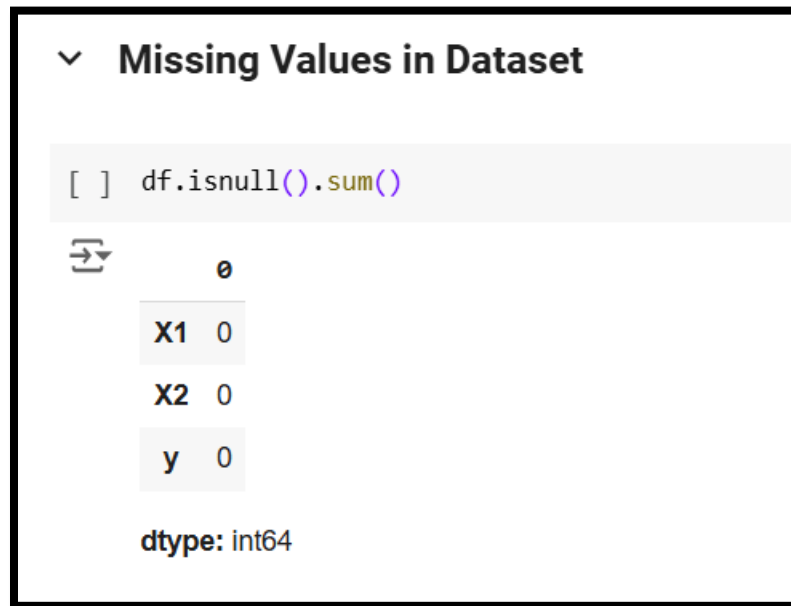 Missing Values in Dataset
[ ] df.isnull().sum()
0
X1 0
X2 0
y 0
dtype: int64